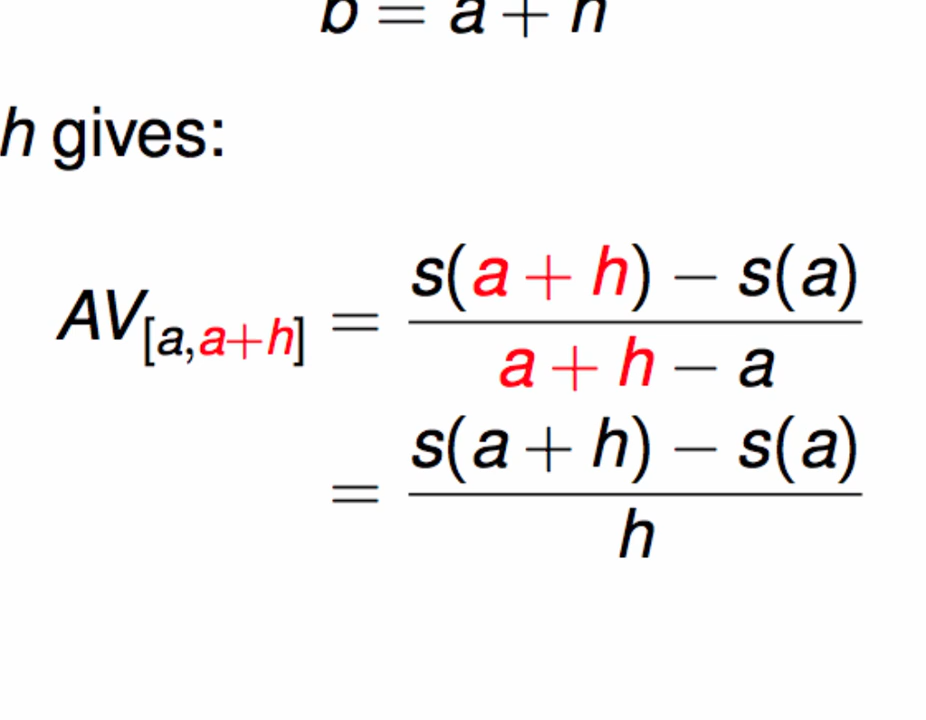 b = a + h
h gives:
AV[a,a+h] = s(a + h) − s(a) / a + h − a
= s(a + h) − s(a) / h